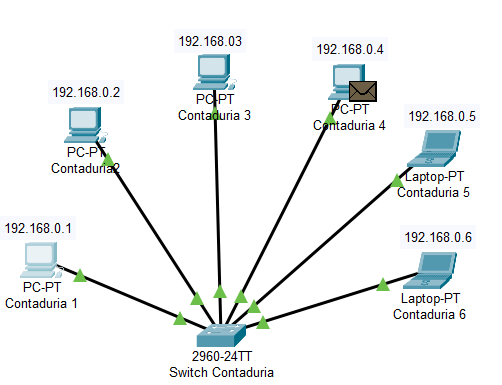 192.168.03
PC-PT
Contaduria 3
192.168.0.4
PC-PT
Contaduria 4
192.168.0.2
PC-PT
Contaduria2
192.168.0.5
Laptop-PT
Contaduria 5
192.168.0.1
PC-PT
Contaduria 1
192.168.0.6
Laptop-PT
Contaduria 6
2960-24TT
Switch Contaduria